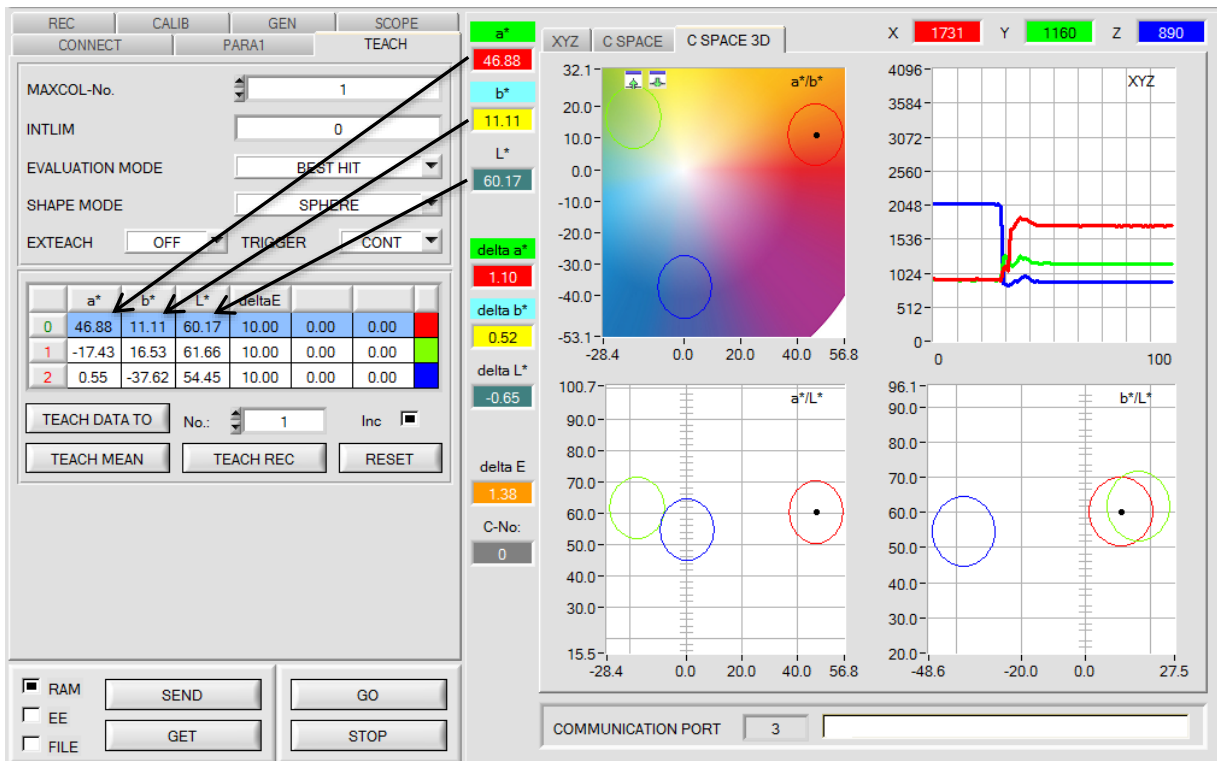 REC CALIB GEN SCOPE
CONNECT PARA1 TEACH
MAXCOL-No. 1
INTLIM 0
EVALUATION MODE BEST HIT
SHAPE MODE SPHERE
EXTEACH OFF TRIGGER CONT
a* b* L* deltaE
0 46.88 11.11 60.17 10.00 0.00 0.00
1 -17.43 16.53 61.66 10.00 0.00 0.00
2 0.55 -37.62 54.45 10.00 0.00 0.00
TEACH DATA TO No.: 1 Inc
TEACH MEAN TEACH REC RESET
RAM
EE
FILE
SEND GO
GET STOP
a*
46.88
b*
11.11
L*
60.17
delta a*
1.10
delta b*
0.52
delta L*
-0.65
delta E
1.38
C-No:
0
XYZ C SPACE C SPACE 3D
X 1731 Y 1160 Z 890
a*/b*
32.1
20.0
10.0
0.0
-10.0
-20.0
-30.0
-40.0
-53.1
-28.4 0.0 20.0 40.0 56.8
XYZ
4096
3584
3072
2560
2048
1536
1024
512
0
0 100
a*/L*
100.7
90.0
80.0
70.0
60.0
50.0
40.0
30.0
15.5
-28.4 0.0 20.0 40.0 56.8
b*/L*
96.1
90.0
80.0
70.0
60.0
50.0
40.0
30.0
20.0
-48.6 -20.0 0.0 27.5
COMMUNICATION PORT 3